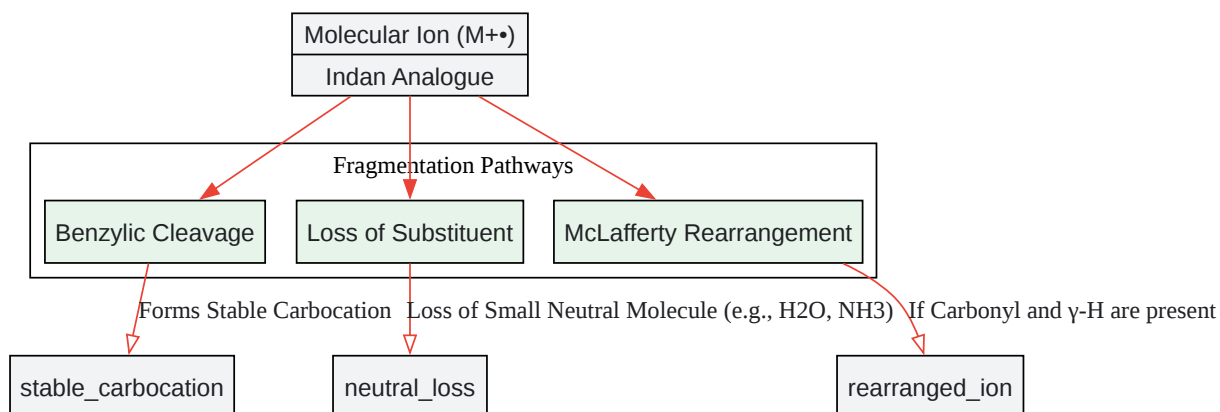 Molecular Ion (M+•)
Indan Analogue
Fragmentation Pathways
Benzylic Cleavage
Loss of Substituent
McLafferty Rearrangement
Forms Stable Carbocation
Loss of Small Neutral Molecule (e.g., H2O, NH3)
If Carbonyl and γ-H are present
stable_carbocation
neutral_loss
rearranged_ion